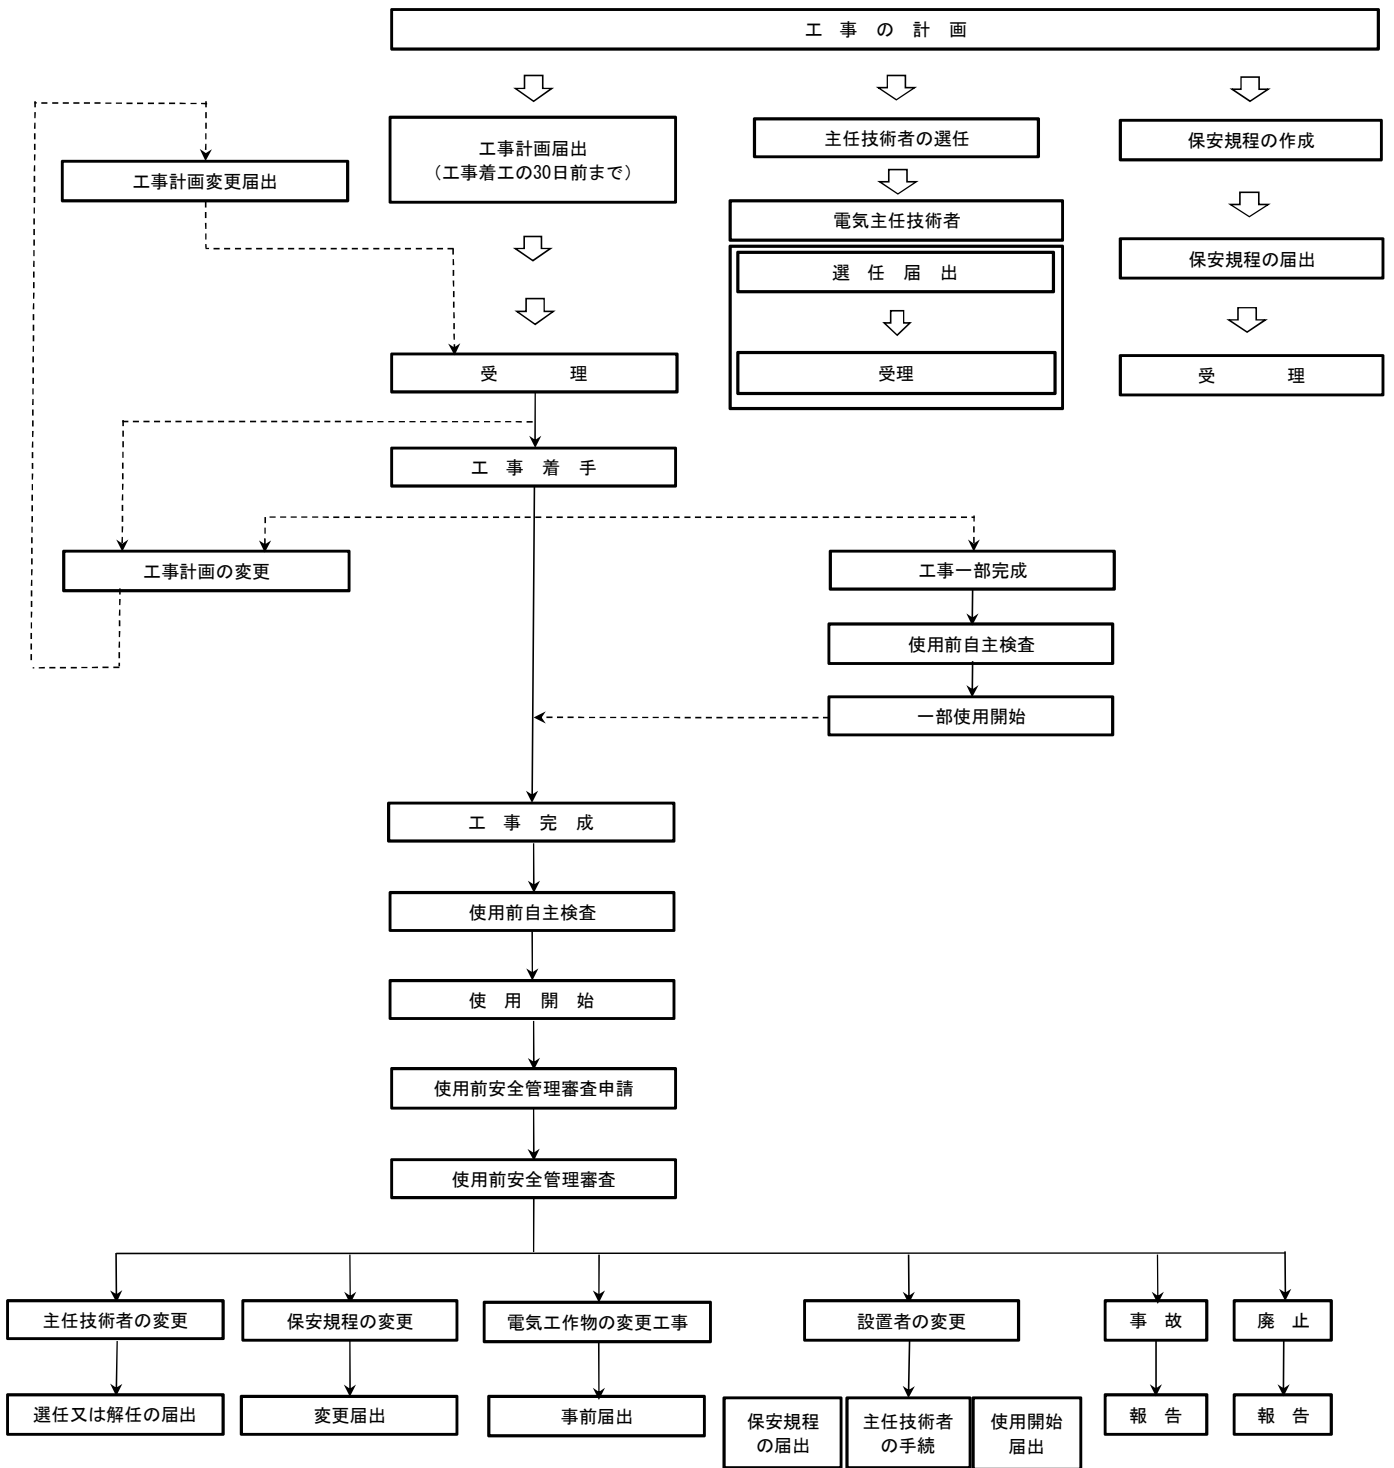 工事の計画
工事計画届出
（工事着工の30日前まで）
主任技術者の選任
保安規程の作成
工事計画変更届出
電気主任技術者
選任届出
保安規程の届出
受理
受理
受理
工事着手
工事計画の変更
工事一部完成
使用前自主検査
一部使用開始
工事完成
使用前自主検査
使用開始
使用前安全管理審査申請
使用前安全管理審査
主任技術者の変更
保安規程の変更
電気工作物の変更工事
設置者の変更
事故
廃止
選任又は解任の届出
変更届出
事前届出
保安規程
の届出
主任技術者
の手続
使用開始
届出
報告
報告